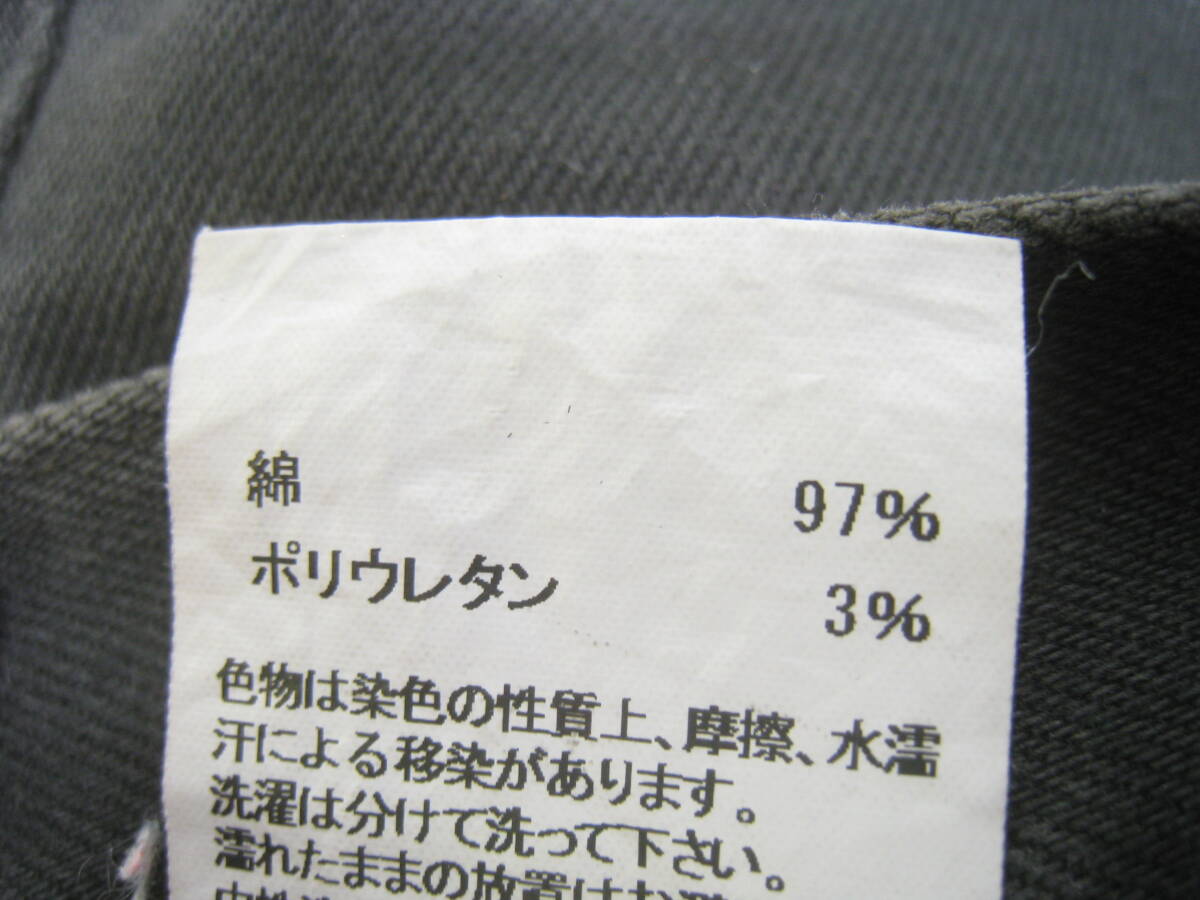 綿 97%
ポリウレタン 3%
色物は染色の性質上、摩擦、水濡
汗による移染があります。
洗濯は分けて洗って下さい。
濡れたままの放置はお避